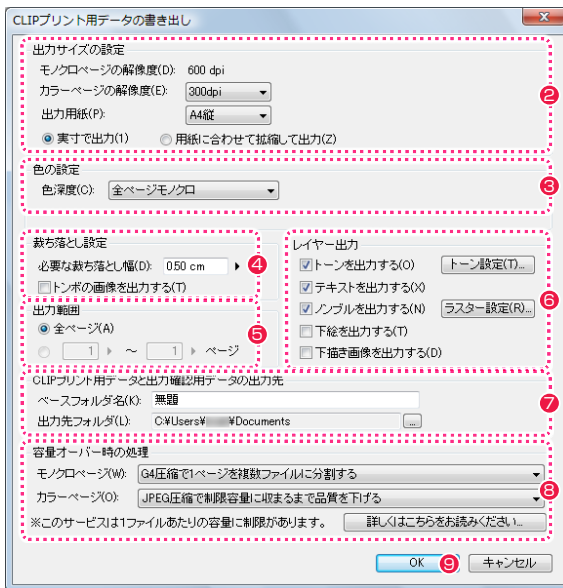 CLIPプリント用データの書き出し
出力サイズの設定
モノクロページの解像度(D): 600 dpi
カラーページの解像度(E): 300dpi
出力用紙(P): A4縦
実寸で出力(1) 用紙に合わせて拡縮して出力(Z)
2
色の設定
色深度(C): 全ページモノクロ
3
裁ち落とし設定
必要な裁ち落とし幅(D): 0.50 cm
4
トンボの画像を出力する(T)
出力範囲
全ページ(A)
1 ～ 1 ページ
5
レイヤー出力
トーンを出力する(O) トーン設定(T)...
テキストを出力する(X)
ノンブルを出力する(N) ラスター設定(R)...
下絵を出力する(T)
下描き画像を出力する(D)
6
CLIPプリント用データと出力確認用データの出力先
ベースフォルダ名(K): 無題
出力先フォルダ(L): C:¥Users¥ ¥Documents ...
7
容量オーバー時の処理
モノクロページ(W): G4圧縮で1ページを複数ファイルに分割する
カラーページ(O): JPEG圧縮で制限容量に収まるまで品質を下げる
※このサービスは1ファイルあたりの容量に制限があります。 詳しくはこちらをお読みください...
8
OK 9 キャンセル